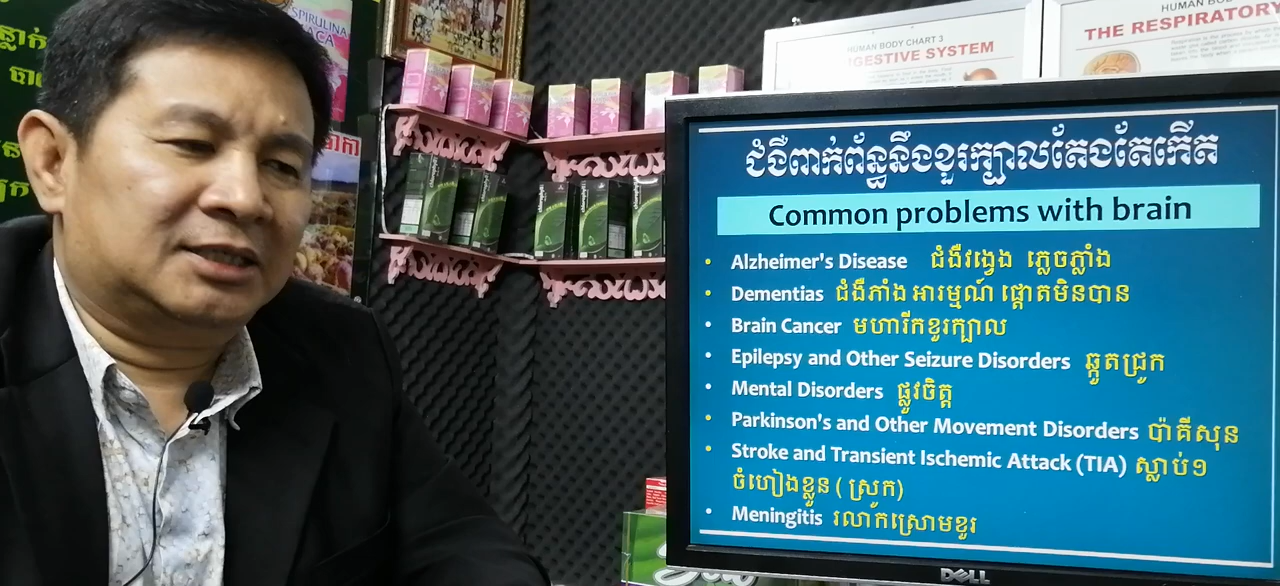 SPIRULINA
MACA
HUMAN BODY CHART 3
DIGESTIVE SYSTEM
HUMAN BODY
THE RESPIRATORY
ជំងឺពាក់ព័ន្ធនឹងខួរក្បាលតែងតែកើត
Common problems with brain
Alzheimer's Disease ជំងឺវង្វេង ភ្លេចភ្លាំង
Dementias ជំងឺភាំង អារម្មណ៍ ផ្តោតមិនបាន
Brain Cancer មហារីកខួរក្បាល
Epilepsy and Other Seizure Disorders ឆ្កួតជ្រូក
Mental Disorders ផ្លូវចិត្ត
Parkinson's and Other Movement Disorders ប៉ាគីសុន
Stroke and Transient Ischemic Attack (TIA) ស្លាប់១
ចំហៀងខ្លួន ( ស្រូក)
Meningitis រលាកស្រោមខួរ
DELL